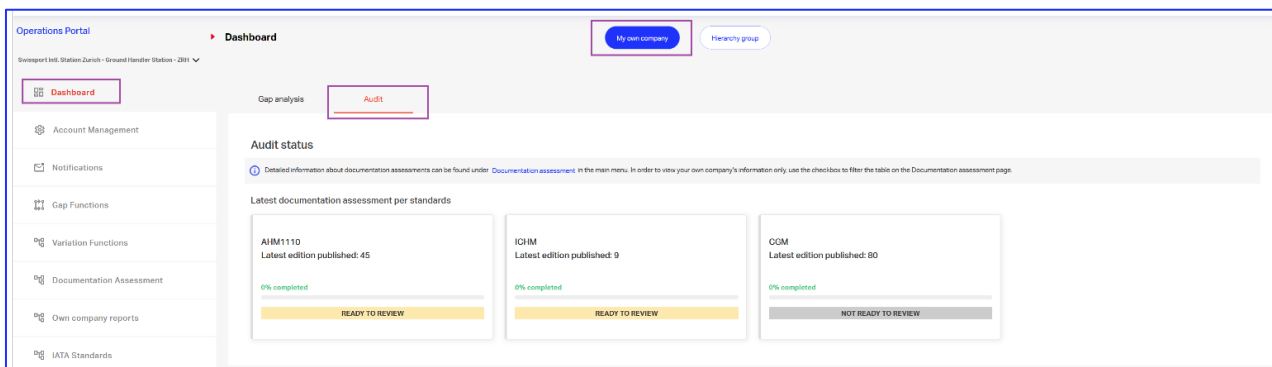 Operations Portal
Dashboard
My own company
Hierarchy group
Swissport Intl. Station Zurich - Ground Handler Station - ZRH
Dashboard
Account Management
Notifications
Gap Functions
Variation Functions
Documentation Assessment
Own company reports
IATA Standards
Gap analysis
Audit
Audit status
Detailed information about documentation assessments can be found under Documentation assessment in the main menu. In order to view your own company's information only, use the checkbox to filter the table on the Documentation assessment page.
Latest documentation assessment per standards
AHM1110
Latest edition published: 45
0% completed
READY TO REVIEW
ICHM
Latest edition published: 9
0% completed
READY TO REVIEW
CGM
Latest edition published: 80
0% completed
NOT READY TO REVIEW